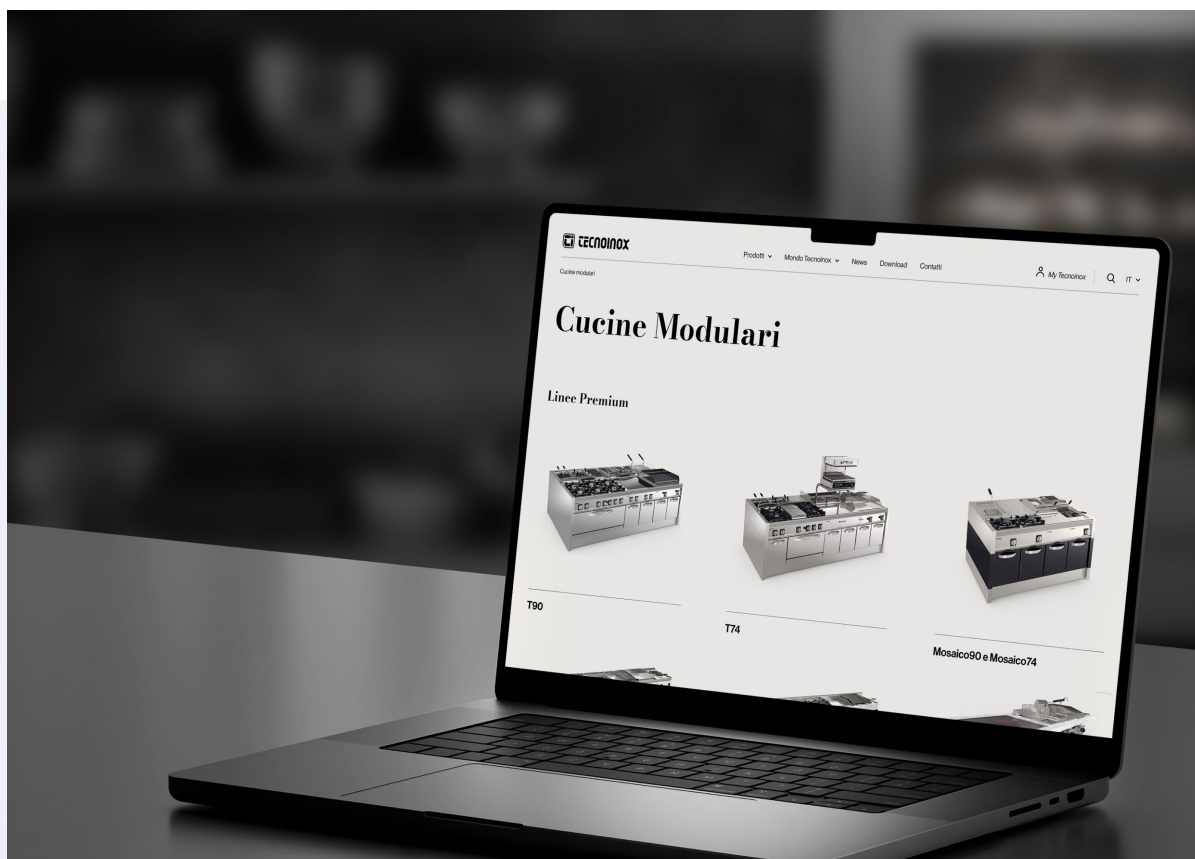 TECNOINOX
Prodotti Mondo Tecnoinox News Download Contatti
My Tecnoinox IT
Cucine modulari
Cucine Modulari
Linee Premium
T90
T74
Mosaico90 e Mosaico74